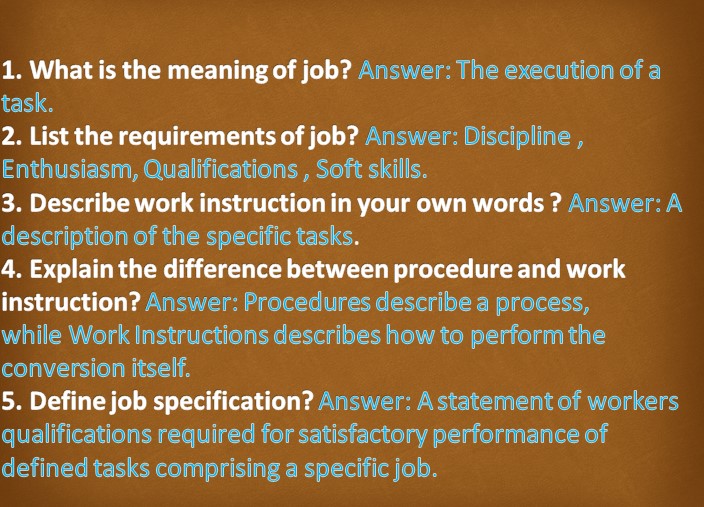 1. What is the meaning of job? Answer: The execution of a
task.
2. List the requirements of job? Answer: Discipline ,
Enthusiasm, Qualifications , Soft skills.
3. Describe work instruction in your own words ? Answer: A
description of the specific tasks.
4. Explain the difference between procedure and work
instruction? Answer: Procedures describe a process,
while Work Instructions describes how to perform the
conversion itself.
5. Define job specification? Answer: A statement of workers
qualifications required for satisfactory performance of
defined tasks comprising a specific job.